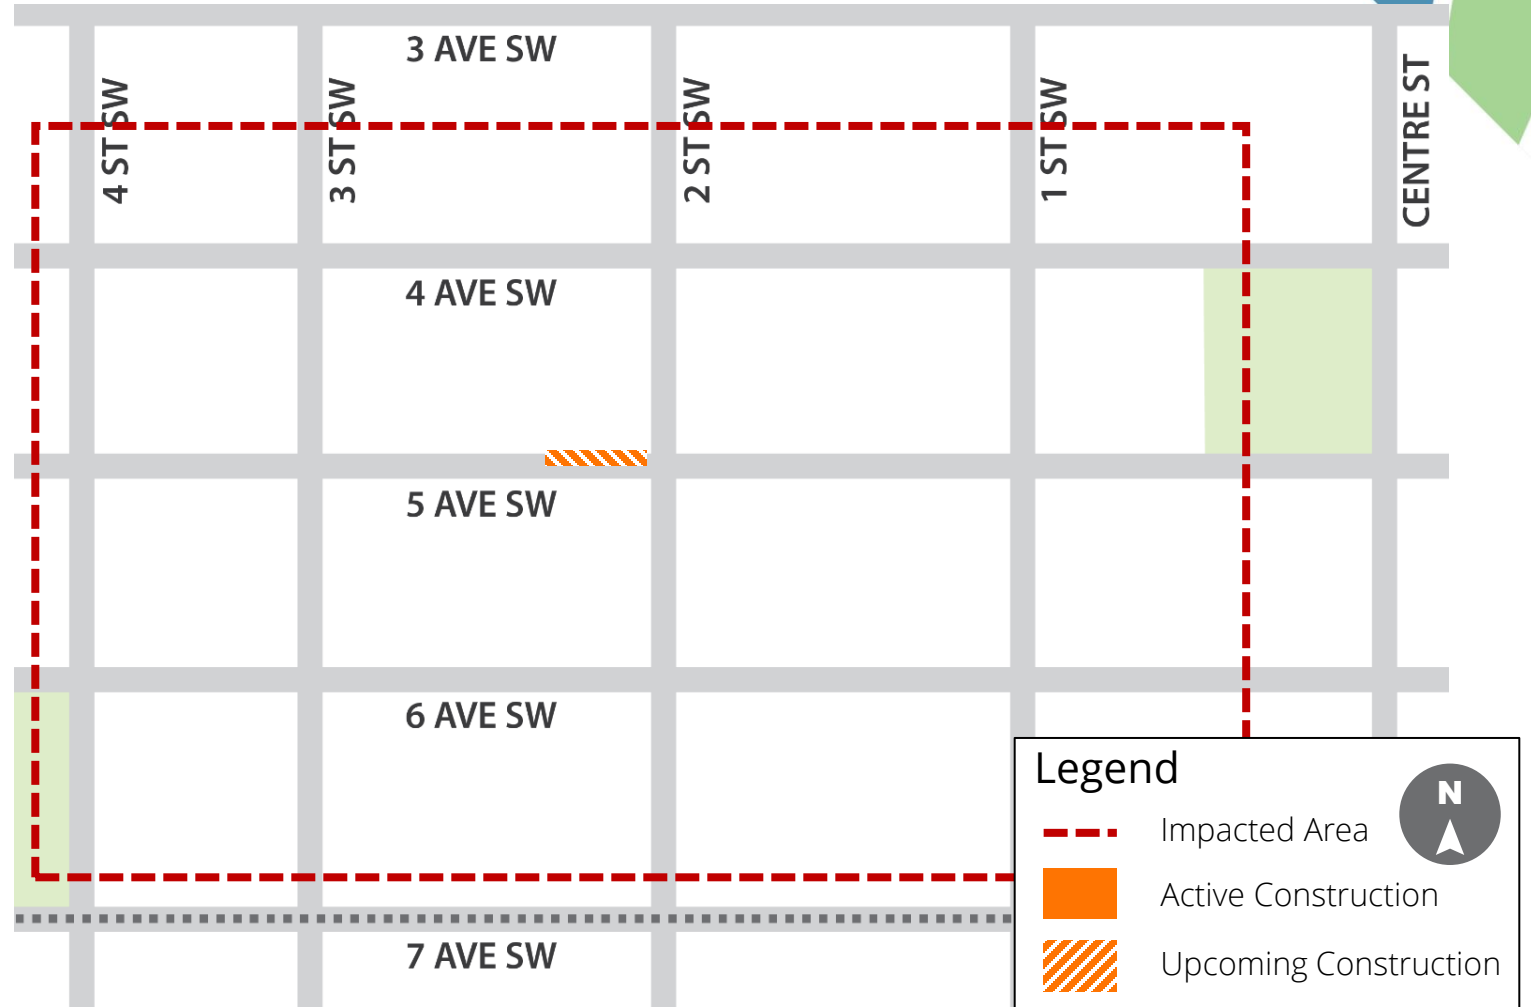 3 AVE SW
4 ST SW
3 ST SW
2 ST SW
1 ST SW
CENTRE ST
4 AVE SW
5 AVE SW
6 AVE SW
7 AVE SW
Legend
N
Impacted Area
Active Construction
Upcoming Construction